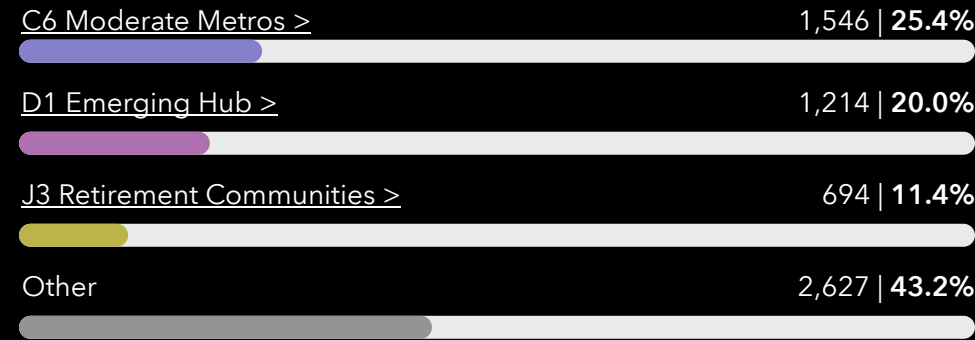 C6 Moderate Metros > 1,546 | 25.4%
D1 Emerging Hub > 1,214 | 20.0%
J3 Retirement Communities > 694 | 11.4%
Other 2,627 | 43.2%